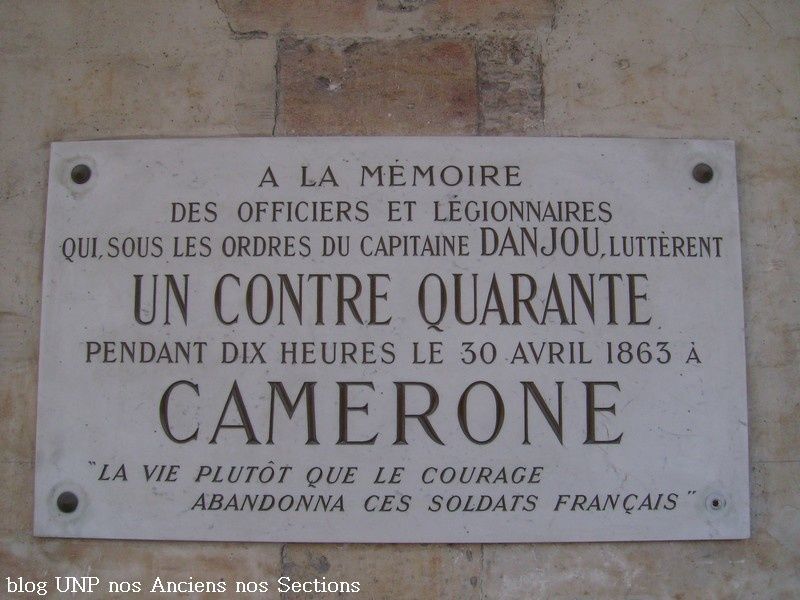 A LA MÉMOIRE
DES OFFICIERS ET LÉGIONNAIRES
QUI, SOUS LES ORDRES DU CAPITAINE DANJOU, LUTTÈRENT
UN CONTRE QUARANTE
PENDANT DIX HEURES LE 30 AVRIL 1863 À
CAMERONE
"LA VIE PLUTÔT QUE LE COURAGE
ABANDONNA CES SOLDATS FRANÇAIS"
blog UNP nos Anciens nos Sections